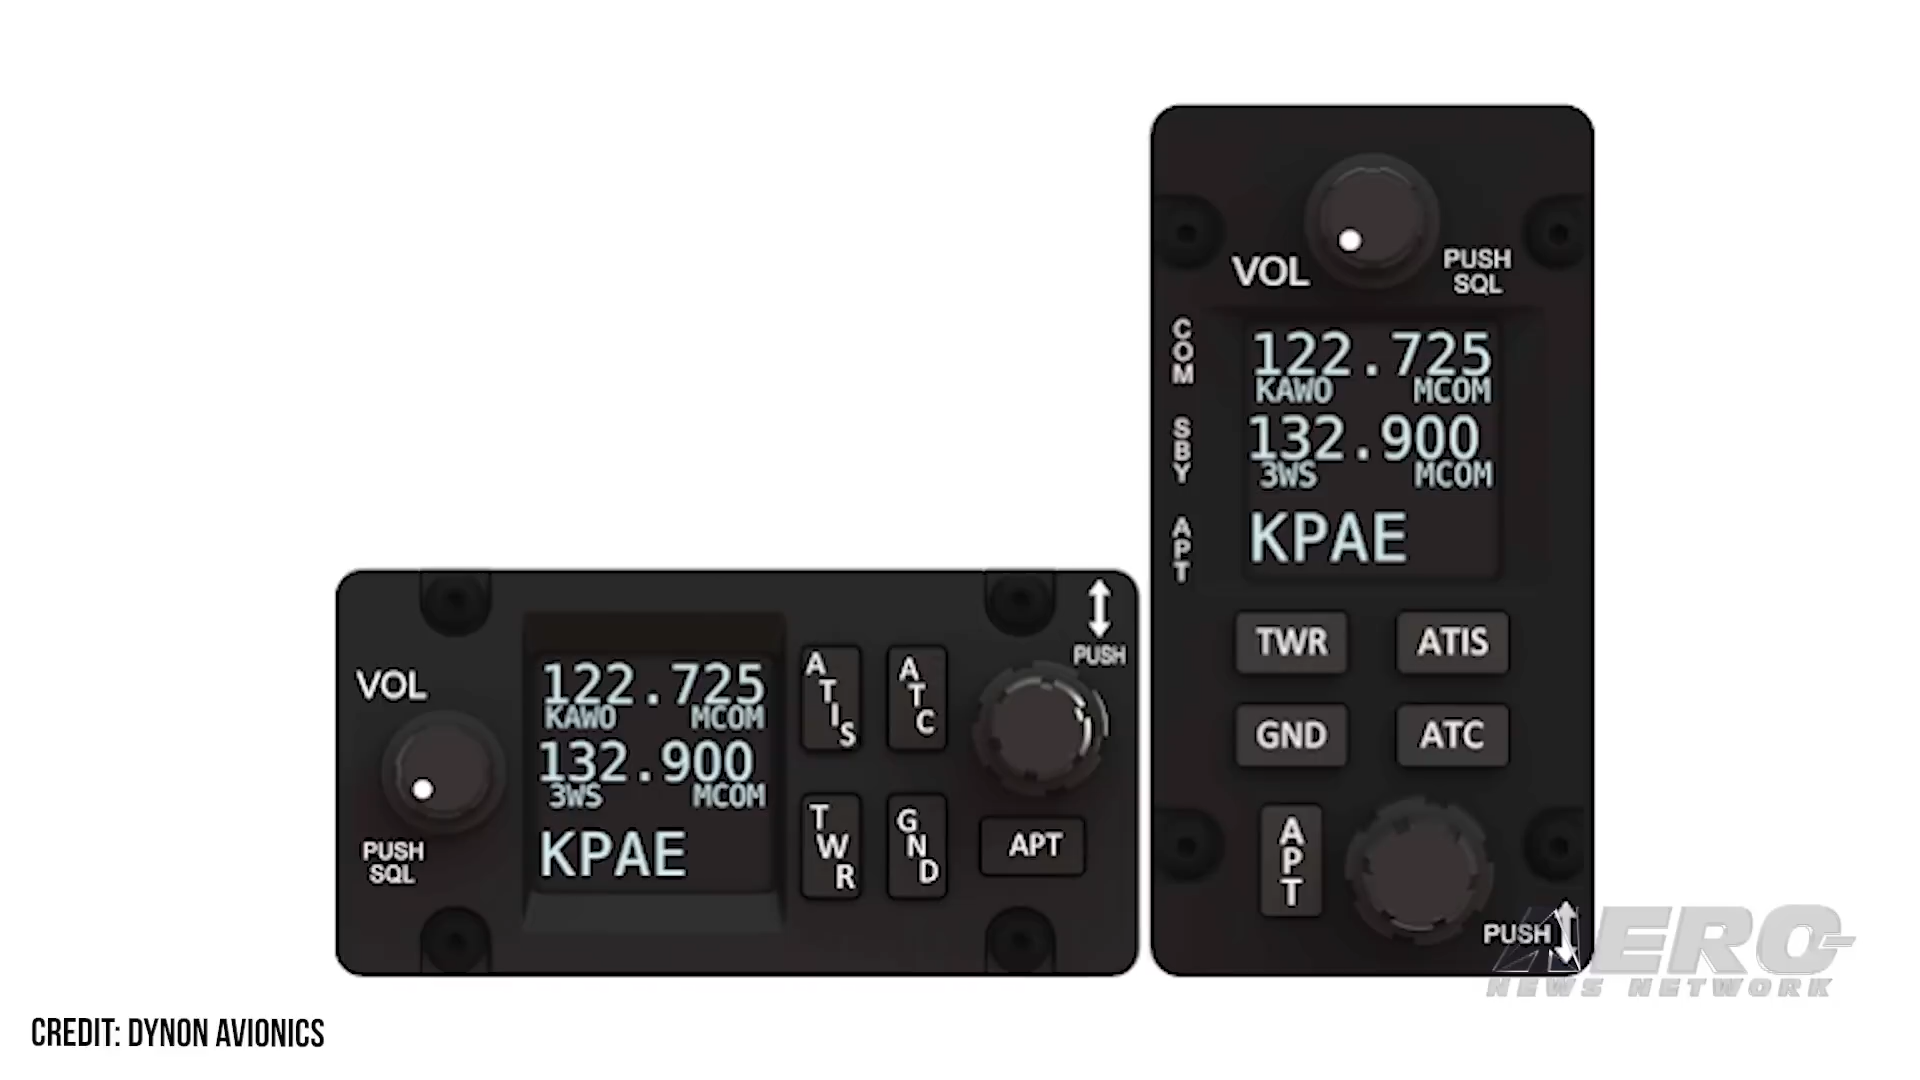 VOL
PUSH
SQL
122.725
KAWO MCOM
132.900
3WS MCOM
KPAE
ATIS
ATC
TWR
GND
PUSH
APT
VOL
PUSH
SQL
COM
SBY
APT
122.725
KAWO MCOM
132.900
3WS MCOM
KPAE
TWR ATIS
GND ATC
APT
PUSH
AERO
NEWS NETWORK
CREDIT: DYNON AVIONICS